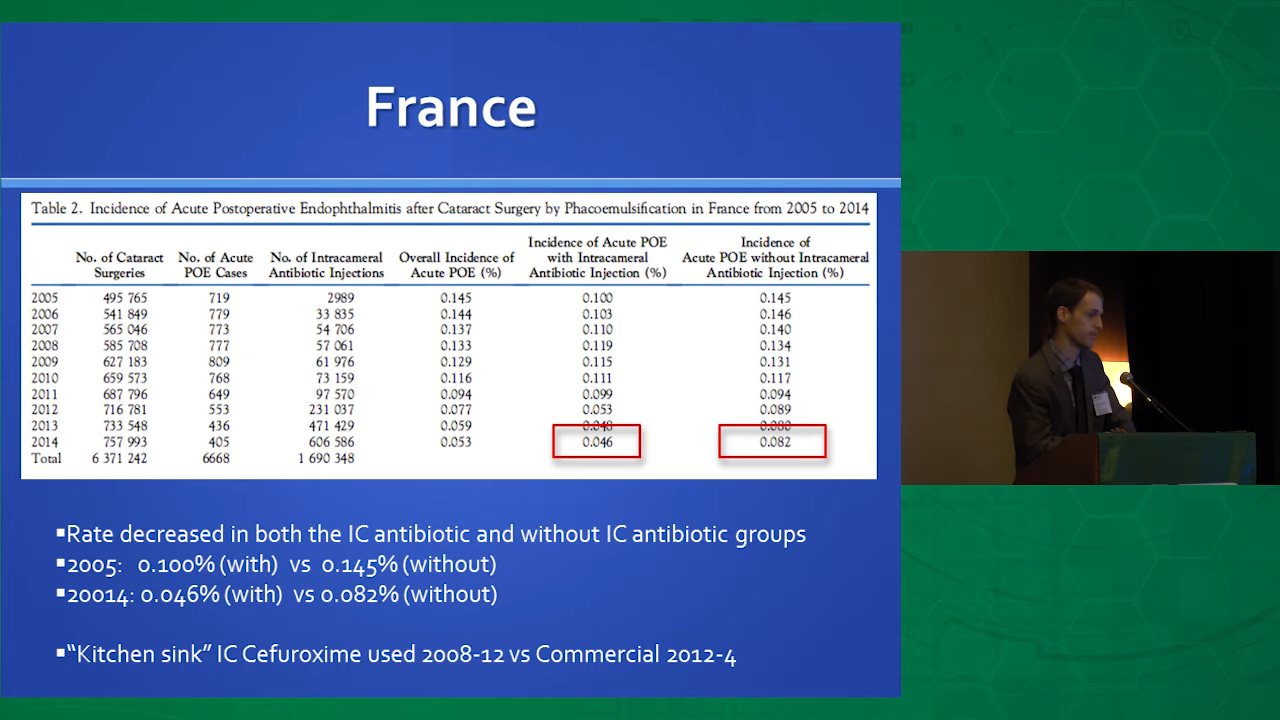 France
Table 2. Incidence of Acute Postoperative Endophthalmitis after Cataract Surgery by Phacoemulsification in France from 2005 to 2014
No. of Cataract Surgeries No. of Acute POE Cases No. of Intracameral Antibiotic Injections Overall Incidence of Acute POE (%) Incidence of Acute POE with Intracameral Antibiotic Injection (%) Incidence of Acute POE without Intracameral Antibiotic Injection (%)
2005 495 765 719 2989 0.145 0.100 0.145
2006 541 849 779 33 835 0.144 0.103 0.146
2007 565 046 773 54 706 0.137 0.110 0.140
2008 585 708 777 57 061 0.133 0.119 0.134
2009 627 183 809 61 976 0.129 0.115 0.131
2010 659 573 768 73 159 0.116 0.111 0.117
2011 687 796 649 97 570 0.094 0.099 0.094
2012 716 781 553 231 037 0.077 0.053 0.089
2013 733 548 436 471 429 0.059 0.048 0.080
2014 757 993 405 606 586 0.053 0.046 0.082
Total 6 371 242 6668 1 690 348
▪Rate decreased in both the IC antibiotic and without IC antibiotic groups
▪2005: 0.100% (with) vs 0.145% (without)
▪20014: 0.046% (with) vs 0.082% (without)
▪“Kitchen sink” IC Cefuroxime used 2008-12 vs Commercial 2012-4